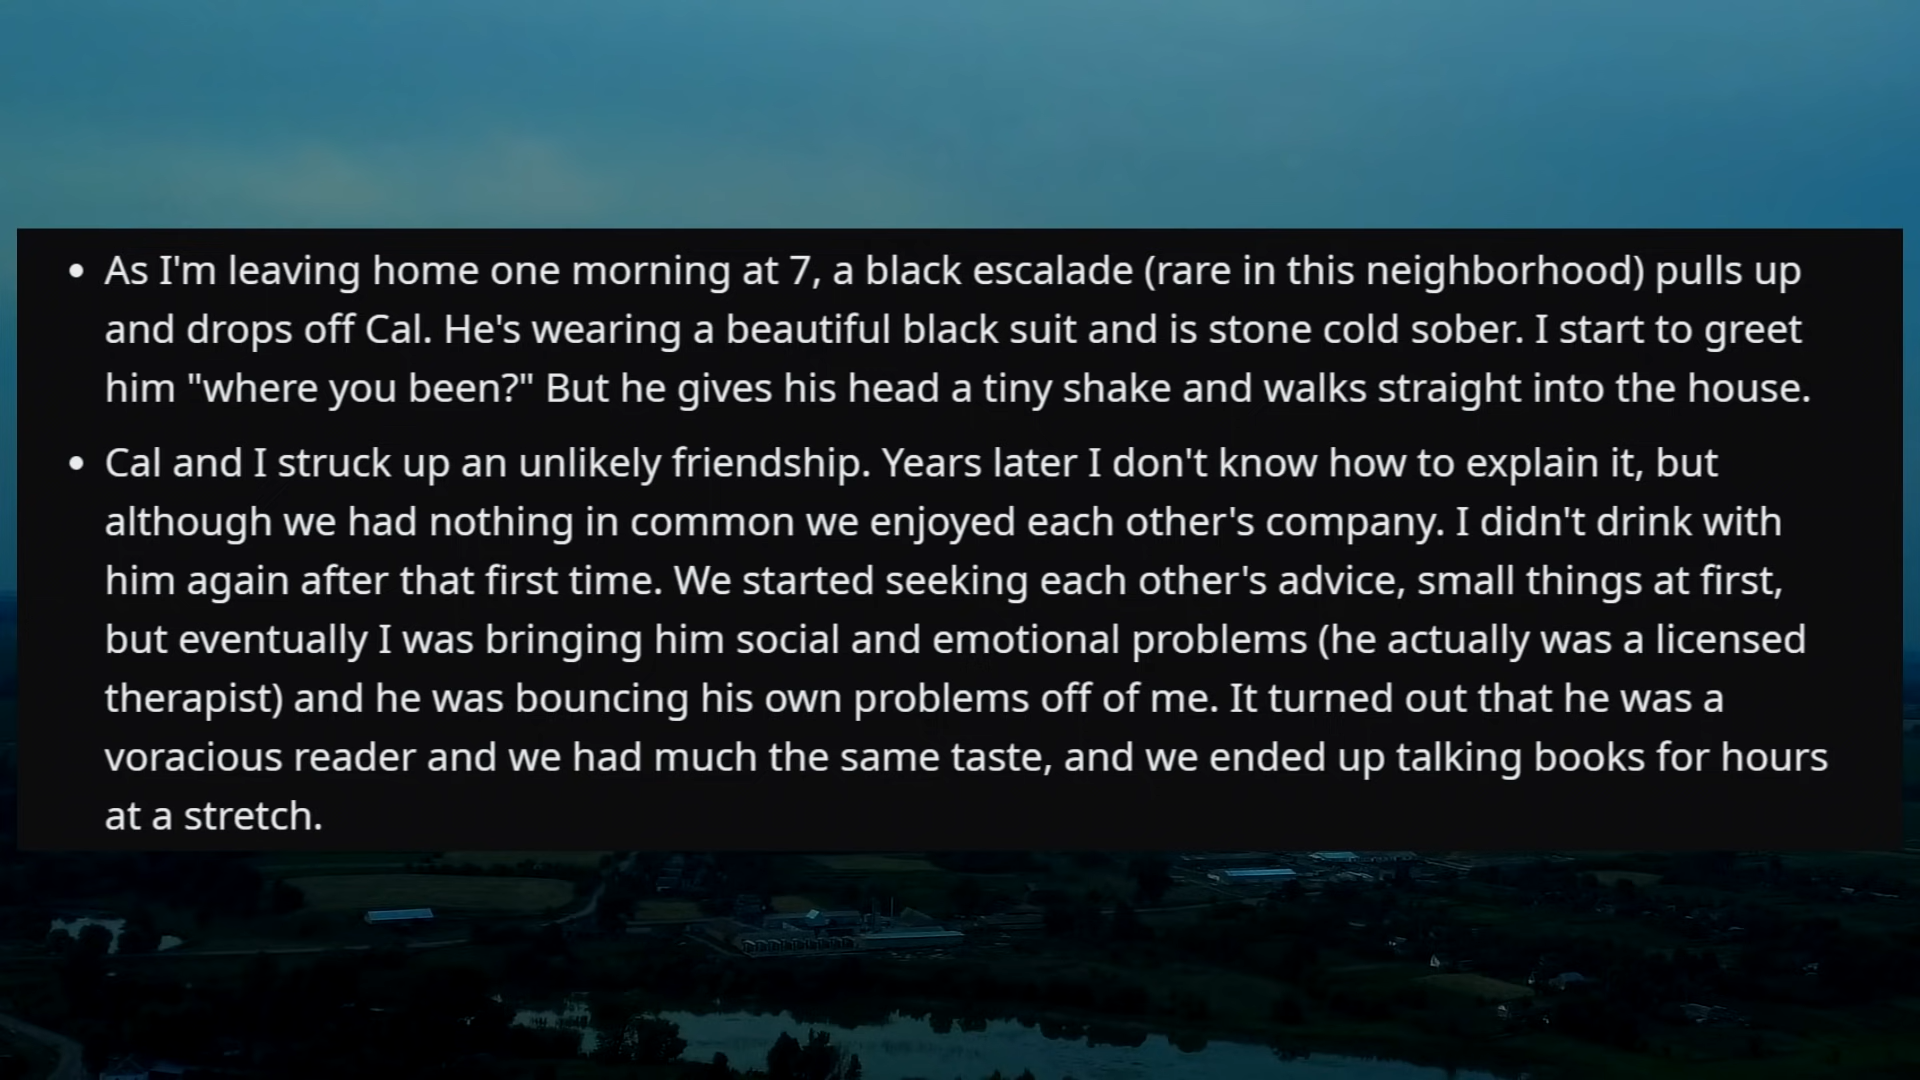 • As I'm leaving home one morning at 7, a black escalade (rare in this neighborhood) pulls up
and drops off Cal. He's wearing a beautiful black suit and is stone cold sober. I start to greet
him "where you been?" But he gives his head a tiny shake and walks straight into the house.
• Cal and I struck up an unlikely friendship. Years later I don't know how to explain it, but
although we had nothing in common we enjoyed each other's company. I didn't drink with
him again after that first time. We started seeking each other's advice, small things at first,
but eventually I was bringing him social and emotional problems (he actually was a licensed
therapist) and he was bouncing his own problems off of me. It turned out that he was a
voracious reader and we had much the same taste, and we ended up talking books for hours
at a stretch.